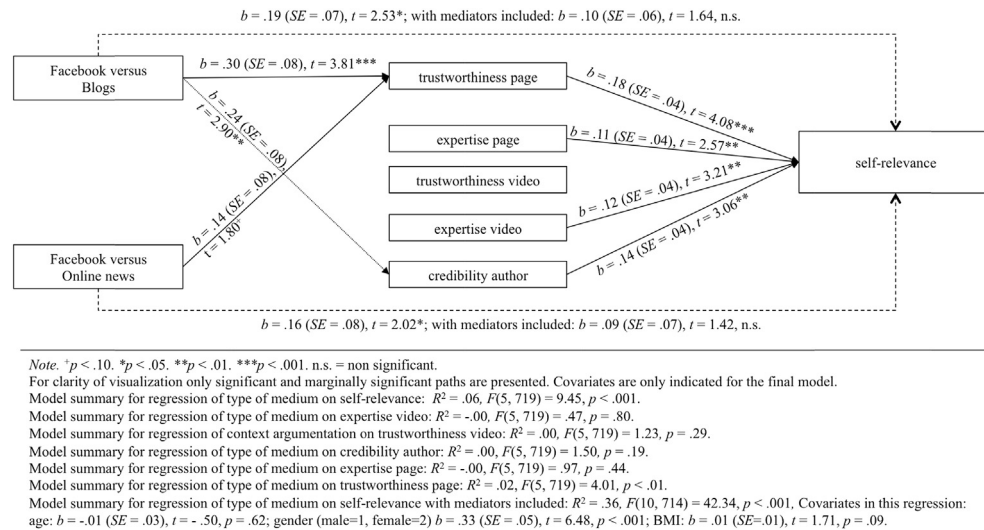 b = .19 (SE = .07), t = 2.53*; with mediators included: b = .10 (SE = .06), t = 1.64, n.s.
Facebook versus
Blogs
b = .30 (SE = .08), t = 3.81***
b = .24 (SE = .08),
t = 2.90**
b = .14 (SE = .08),
t = 1.80+
Facebook versus
Online news
trustworthiness page
expertise page
trustworthiness video
expertise video
credibility author
b = .18 (SE = .04), t = 4.08***
b = .11 (SE = .04), t = 2.57**
b = .12 (SE = .04), t = 3.21**
b = .14 (SE = .04), t = 3.06**
self-relevance
b = .16 (SE = .08), t = 2.02*; with mediators included: b = .09 (SE = .07), t = 1.42, n.s.
Note. +p < .10. *p < .05. **p < .01. ***p < .001. n.s. = non significant.
For clarity of visualization only significant and marginally significant paths are presented. Covariates are only indicated for the final model.
Model summary for regression of type of medium on self-relevance: R² = .06, F(5, 719) = 9.45, p < .001.
Model summary for regression of type of medium on expertise video: R² = -.00, F(5, 719) = .47, p = .80.
Model summary for regression of context argumentation on trustworthiness video: R² = .00, F(5, 719) = 1.23, p = .29.
Model summary for regression of type of medium on credibility author: R² = .00, F(5, 719) = 1.50, p = .19.
Model summary for regression of type of medium on expertise page: R² = -.00, F(5, 719) = .97, p = .44.
Model summary for regression of type of medium on trustworthiness page: R² = .02, F(5, 719) = 4.01, p < .01.
Model summary for regression of type of medium on self-relevance with mediators included: R² = .36, F(10, 714) = 42.34, p < .001, Covariates in this regression:
age: b = -.01 (SE = .03), t = - .50, p = .62; gender (male=1, female=2) b = .33 (SE = .05), t = 6.48, p < .001; BMI: b = .01 (SE=.01), t = 1.71, p = .09.